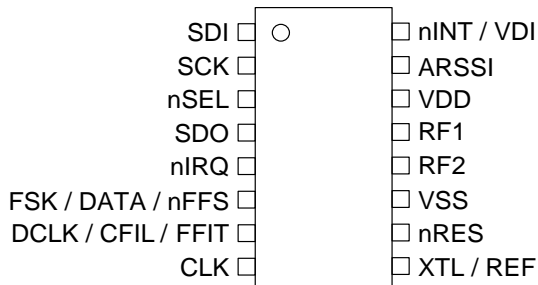 SDI nINT / VDI
SCK ARSSI
nSEL VDD
SDO RF1
nIRQ RF2
FSK / DATA / nFFS VSS
DCLK / CFIL / FFIT nRES
CLK XTL / REF